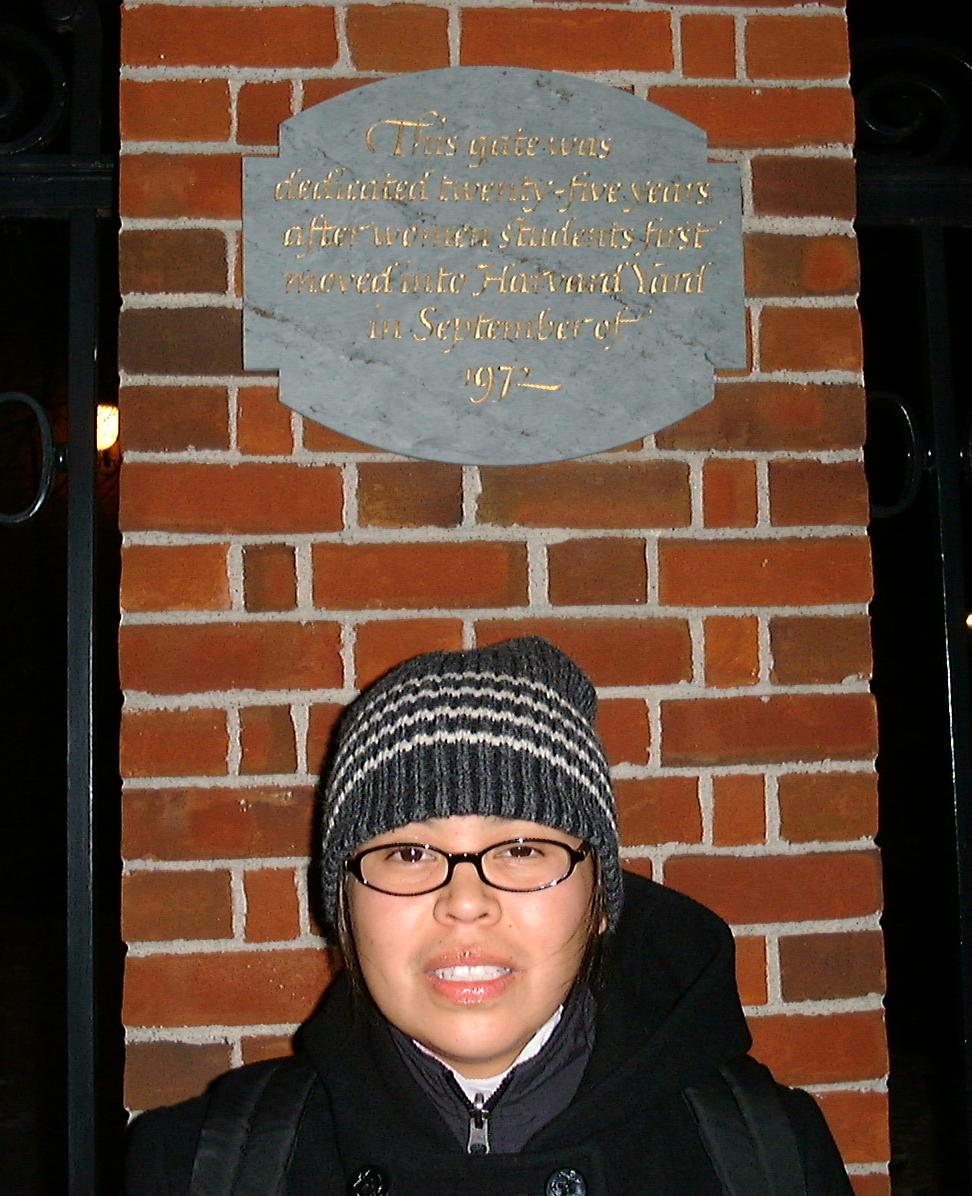 This gate was
dedicated twenty-five years
after women students first
moved into Harvard Yard
in September of
1972